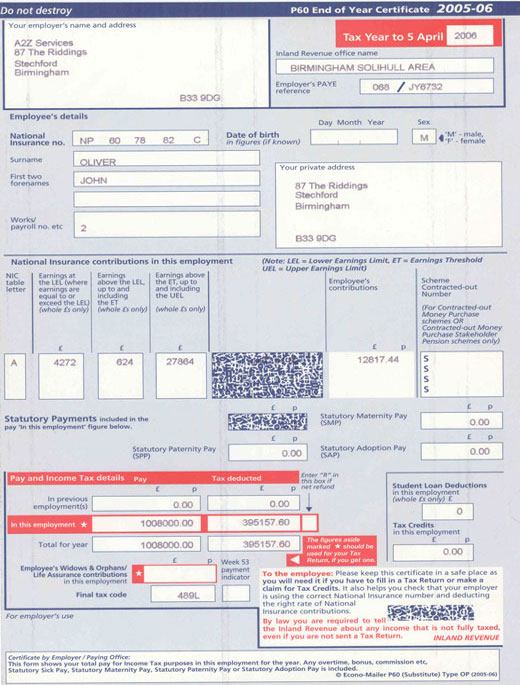 Do not destroy
P60 End of Year Certificate 2005-06
Your employer's name and address
A2Z Services
87 The Riddings
Stechford
Birmingham
B33 9DG
Tax Year to 5 April 2006
Inland Revenue office name
BIRMINGHAM SOLIHULL AREA
Employer's PAYE reference
068 / JY6732
Employee's details
National Insurance no. NP 60 78 82 C
Date of birth in figures (if known)
Day Month Year
Sex
M
'M' - male,
'F' - female
Surname
OLIVER
First two forenames
JOHN
Works/ payroll no. etc
2
Your private address
87 The Riddings
Stechford
Birmingham
B33 9DG
National Insurance contributions in this employment
(Note: LEL = Lower Earnings Limit, ET = Earnings Threshold
UEL = Upper Earnings Limit)
NIC table letter
Earnings at the LEL (where earnings are equal to or exceed the LEL) (whole £s only)
Earnings above the LEL, up to and including the ET (whole £s only)
Earnings above the ET, up to and including the UEL (whole £s only)
Employee's contributions
Scheme Contracted-out Number
(For Contracted-out Money Purchase schemes OR Contracted-out Money Purchase Stakeholder Pension schemes only)
£ £ £ £ p
A 4272 624 27864 12817.44
S
S
S
S
Statutory Payments included in the pay 'In this employment' figure below.
£ p
Statutory Maternity Pay (SMP) 0.00
£ p
Statutory Paternity Pay (SPP) 0.00
Statutory Adoption Pay (SAP) 0.00
Pay and Income Tax details Pay Tax deducted
£ p £ p
Enter "R" in this box if net refund
In previous employment(s) 0.00 0.00
In this employment ★ 1008000.00 395157.60
Total for year 1008000.00 395157.60
The figures aside marked ★ should be used for your Tax Return, if you get one.
Employee's Widows & Orphans/ Life Assurance contributions in this employment
£ p
★
Week 53 payment indicator
Final tax code 489L
Student Loan Deductions in this employment (whole £s only) £
0
Tax Credits in this employment
£ p
0.00
For employer's use
To the employee: Please keep this certificate in a safe place as
you will need it if you have to fill in a Tax Return or make a
claim for Tax Credits. It also helps you check that your employer
is using the correct National Insurance number and deducting
the right rate of National
Insurance contributions.
By law you are required to tell
the Inland Revenue about any income that is not fully taxed,
even if you are not sent a Tax Return. INLAND REVENUE
Certificate by Employer / Paying Office:
This form shows your total pay for Income Tax purposes in this employment for the year. Any overtime, bonus, commission etc,
Statutory Sick Pay, Statutory Maternity Pay, Statutory Paternity Pay or Statutory Adoption Pay is included.
© Econo-Mailer P60 (Substitute) Type OP (2005-06)